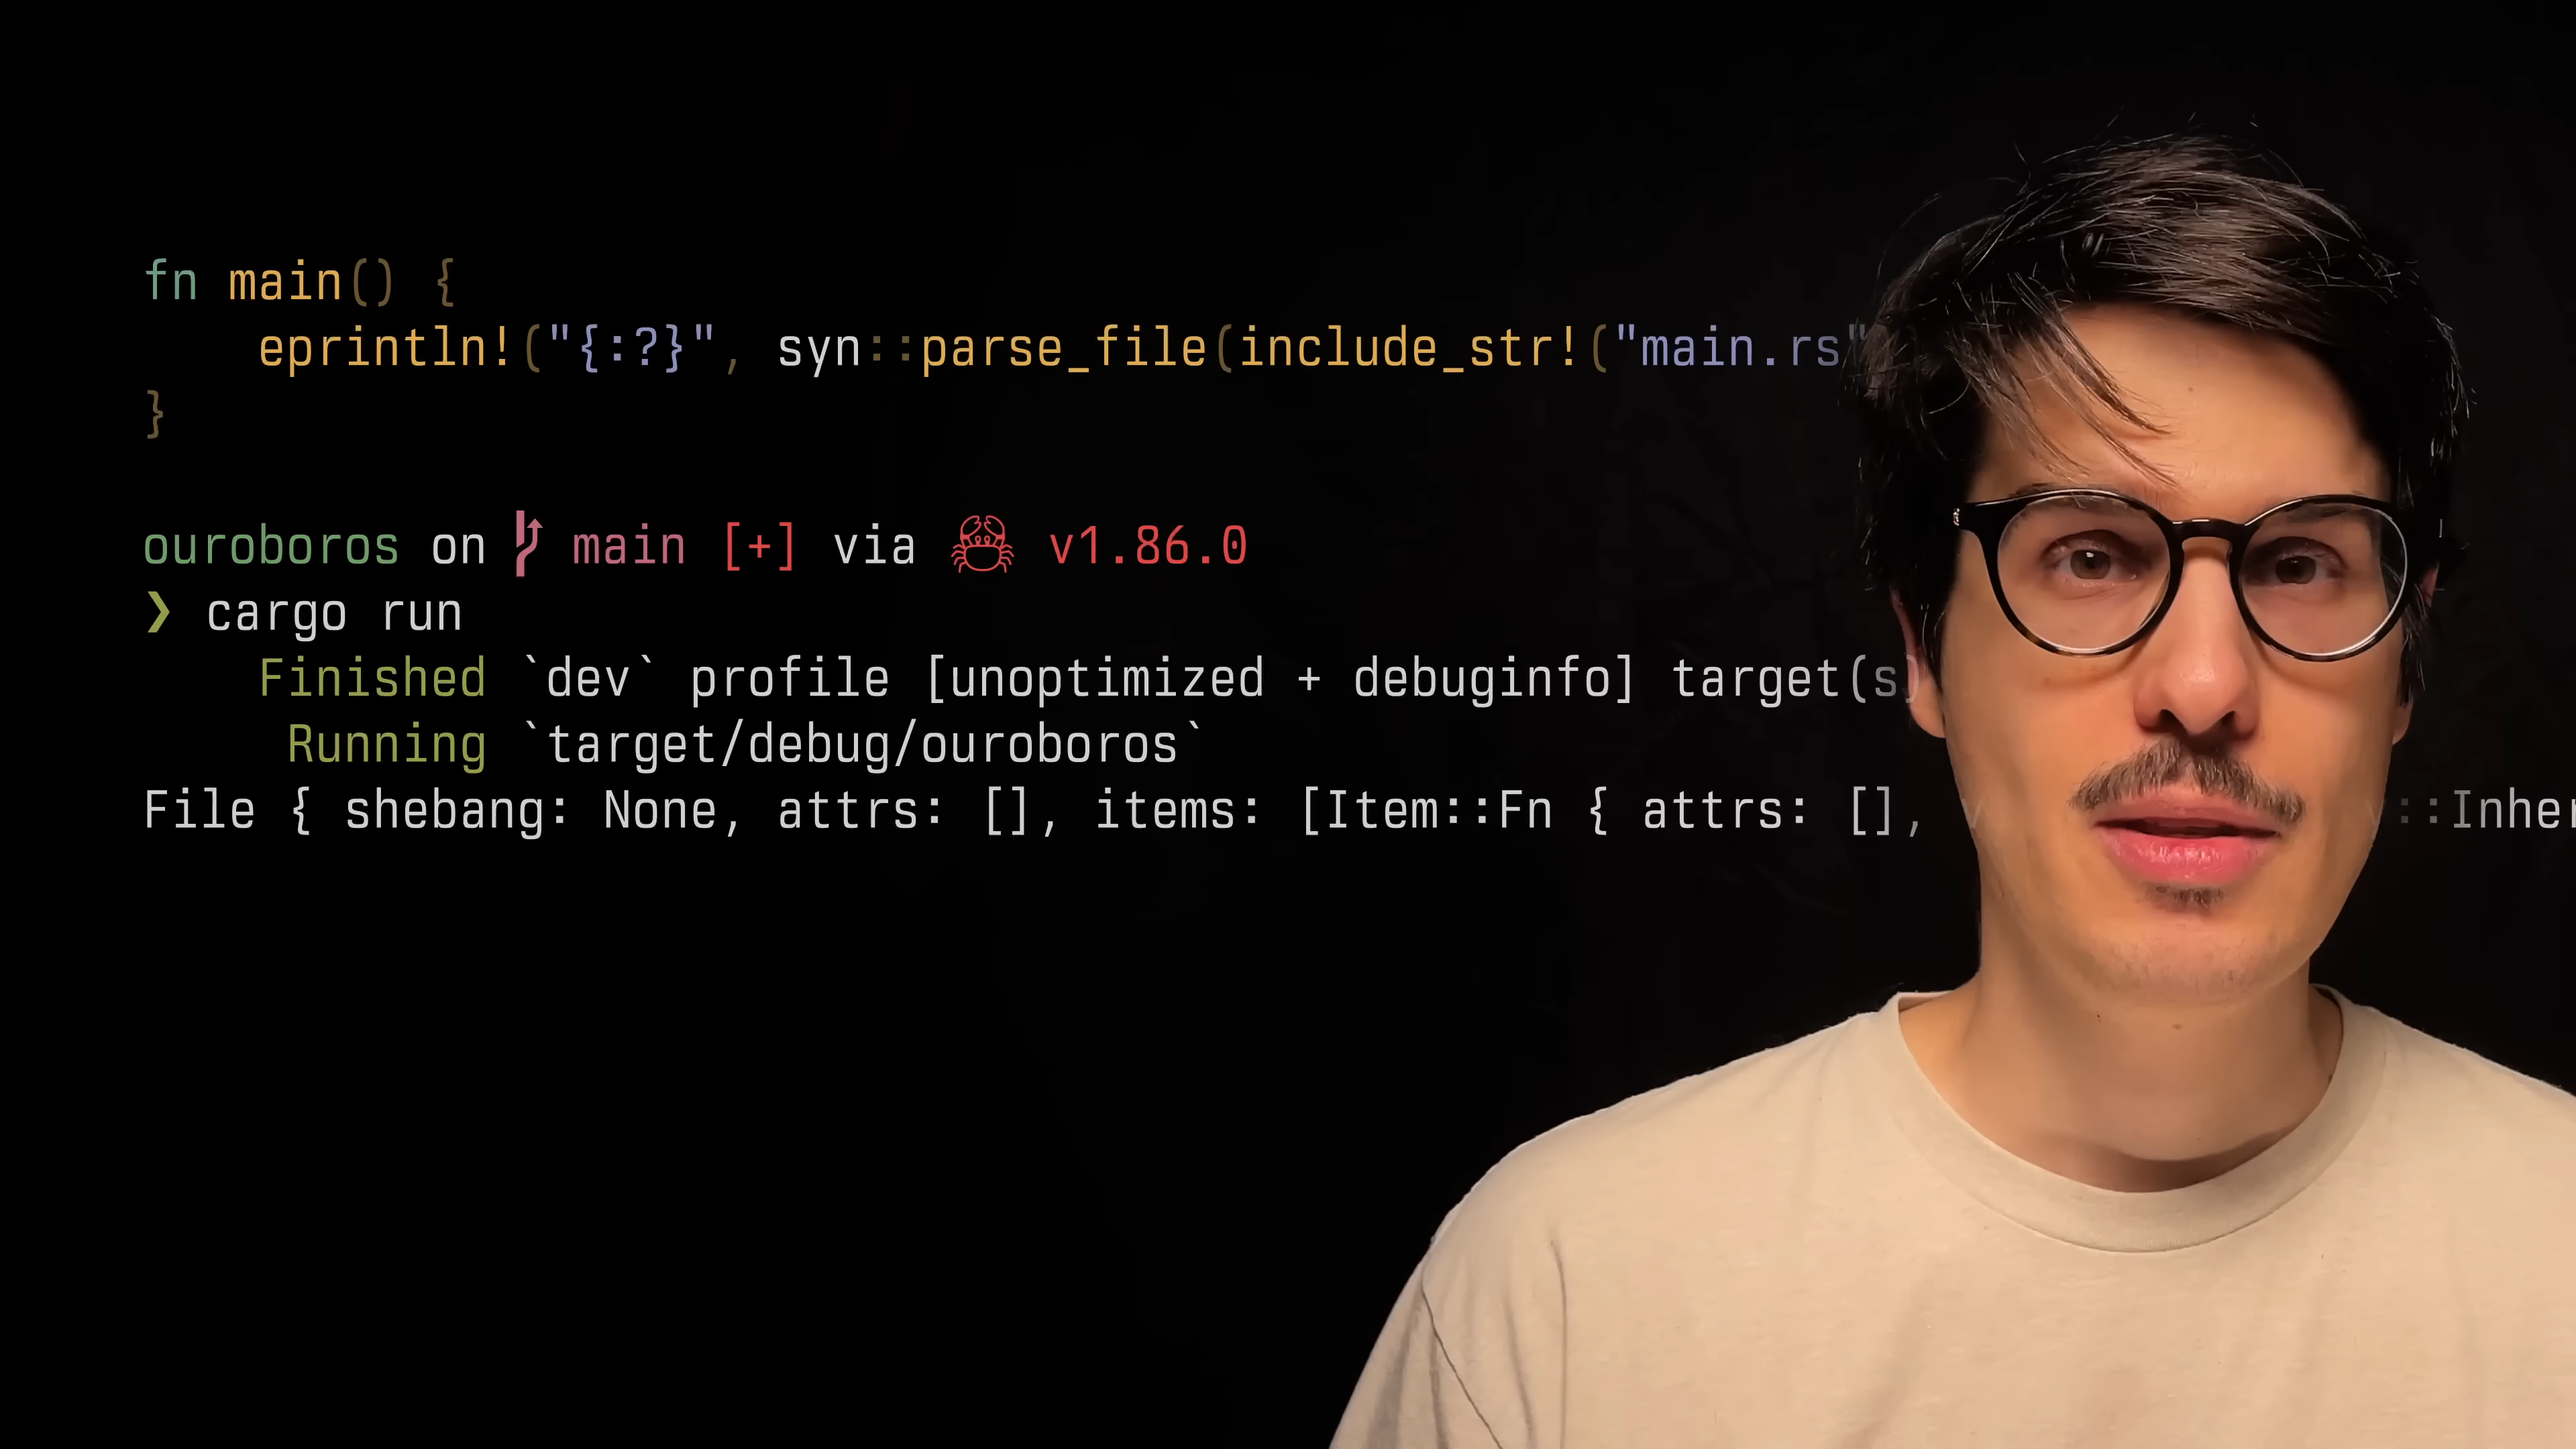 fn main() {
    eprintln!("{:?}", syn::parse_file(include_str!("main.rs"
}
ouroboros on main [+] via 🦀 v1.86.0
❯ cargo run
    Finished `dev` profile [unoptimized + debuginfo] target(s)
     Running `target/debug/ouroboros`
File { shebang: None, attrs: [], items: [Item::Fn { attrs: [], ::Inher